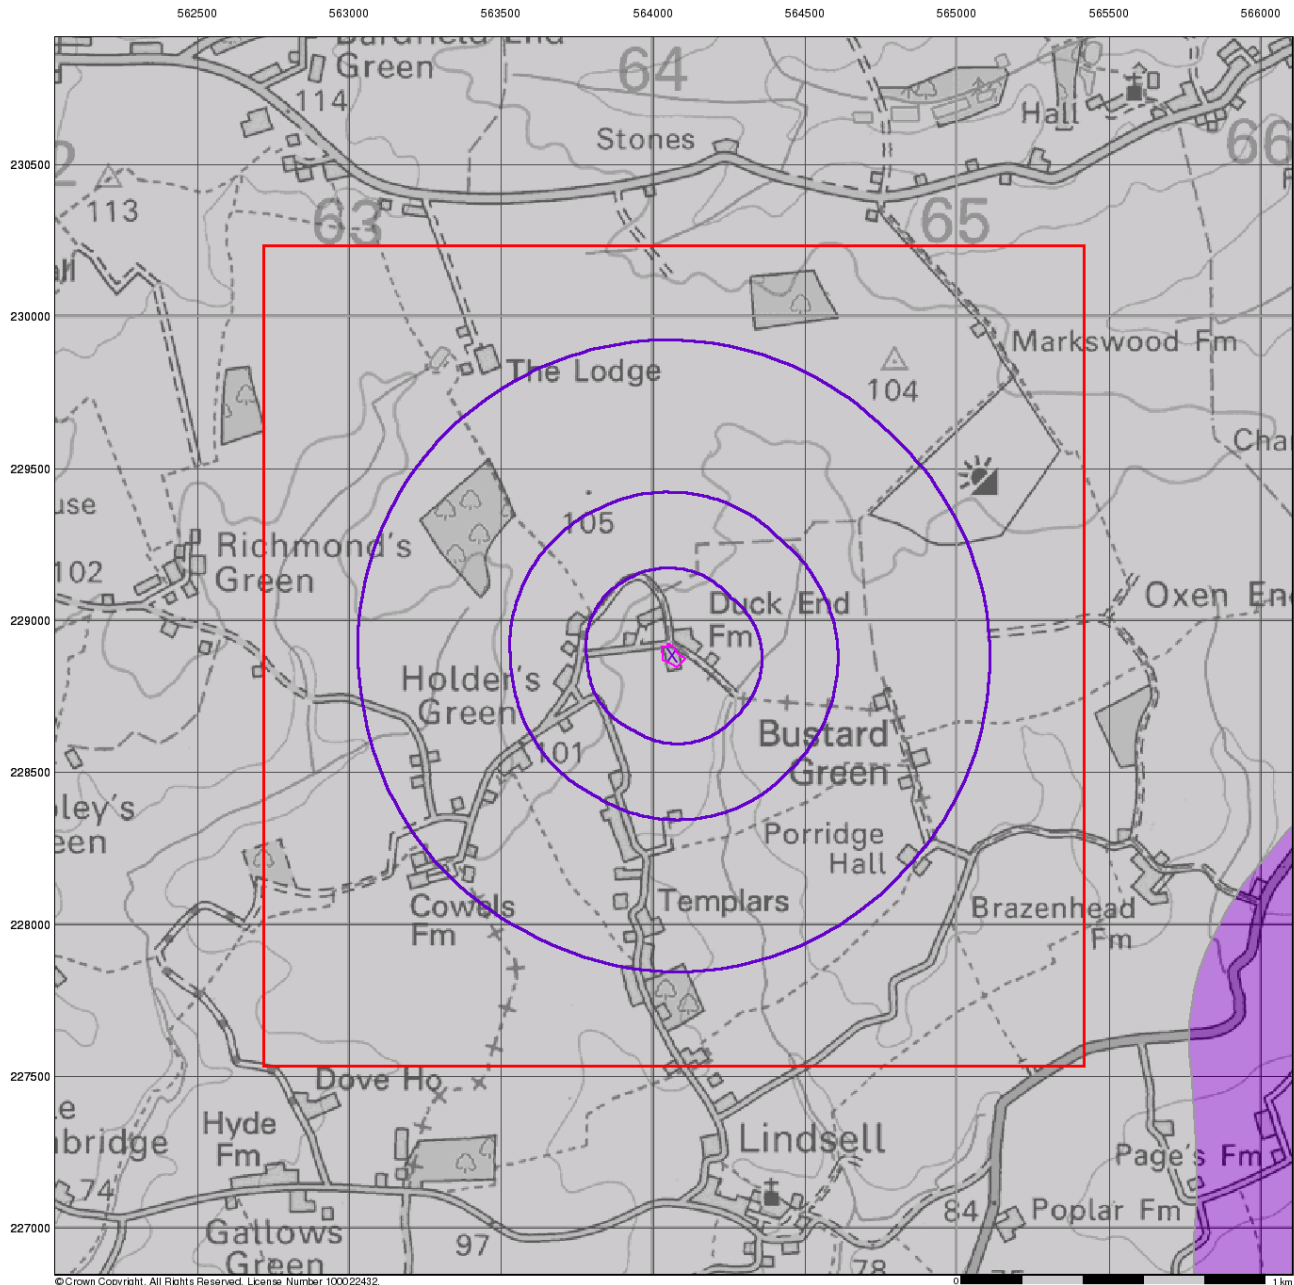 562500 563000 563500 564000 564500 565000 565500 566000
230500
230000
229500
229000
228500
228000
227500
227000
Green
114
64
Stones
Hall
66
113
63
65
The Lodge
104
Markswood Fm
105
Richmond's
Green
102
Duck End
Fm
Oxen
Holder's
Green
101
Bustard
Green
Porridge
Hall
Templars
Cowels
Fm
Brazenhead
Fm
Dove Ho
Hyde
Fm
Lindsell
Page's Fm
74
Gallows
Green
97
84
Poplar Fm
78
© Crown Copyright. All Rights Reserved. License Number 100022432.
0 1 km